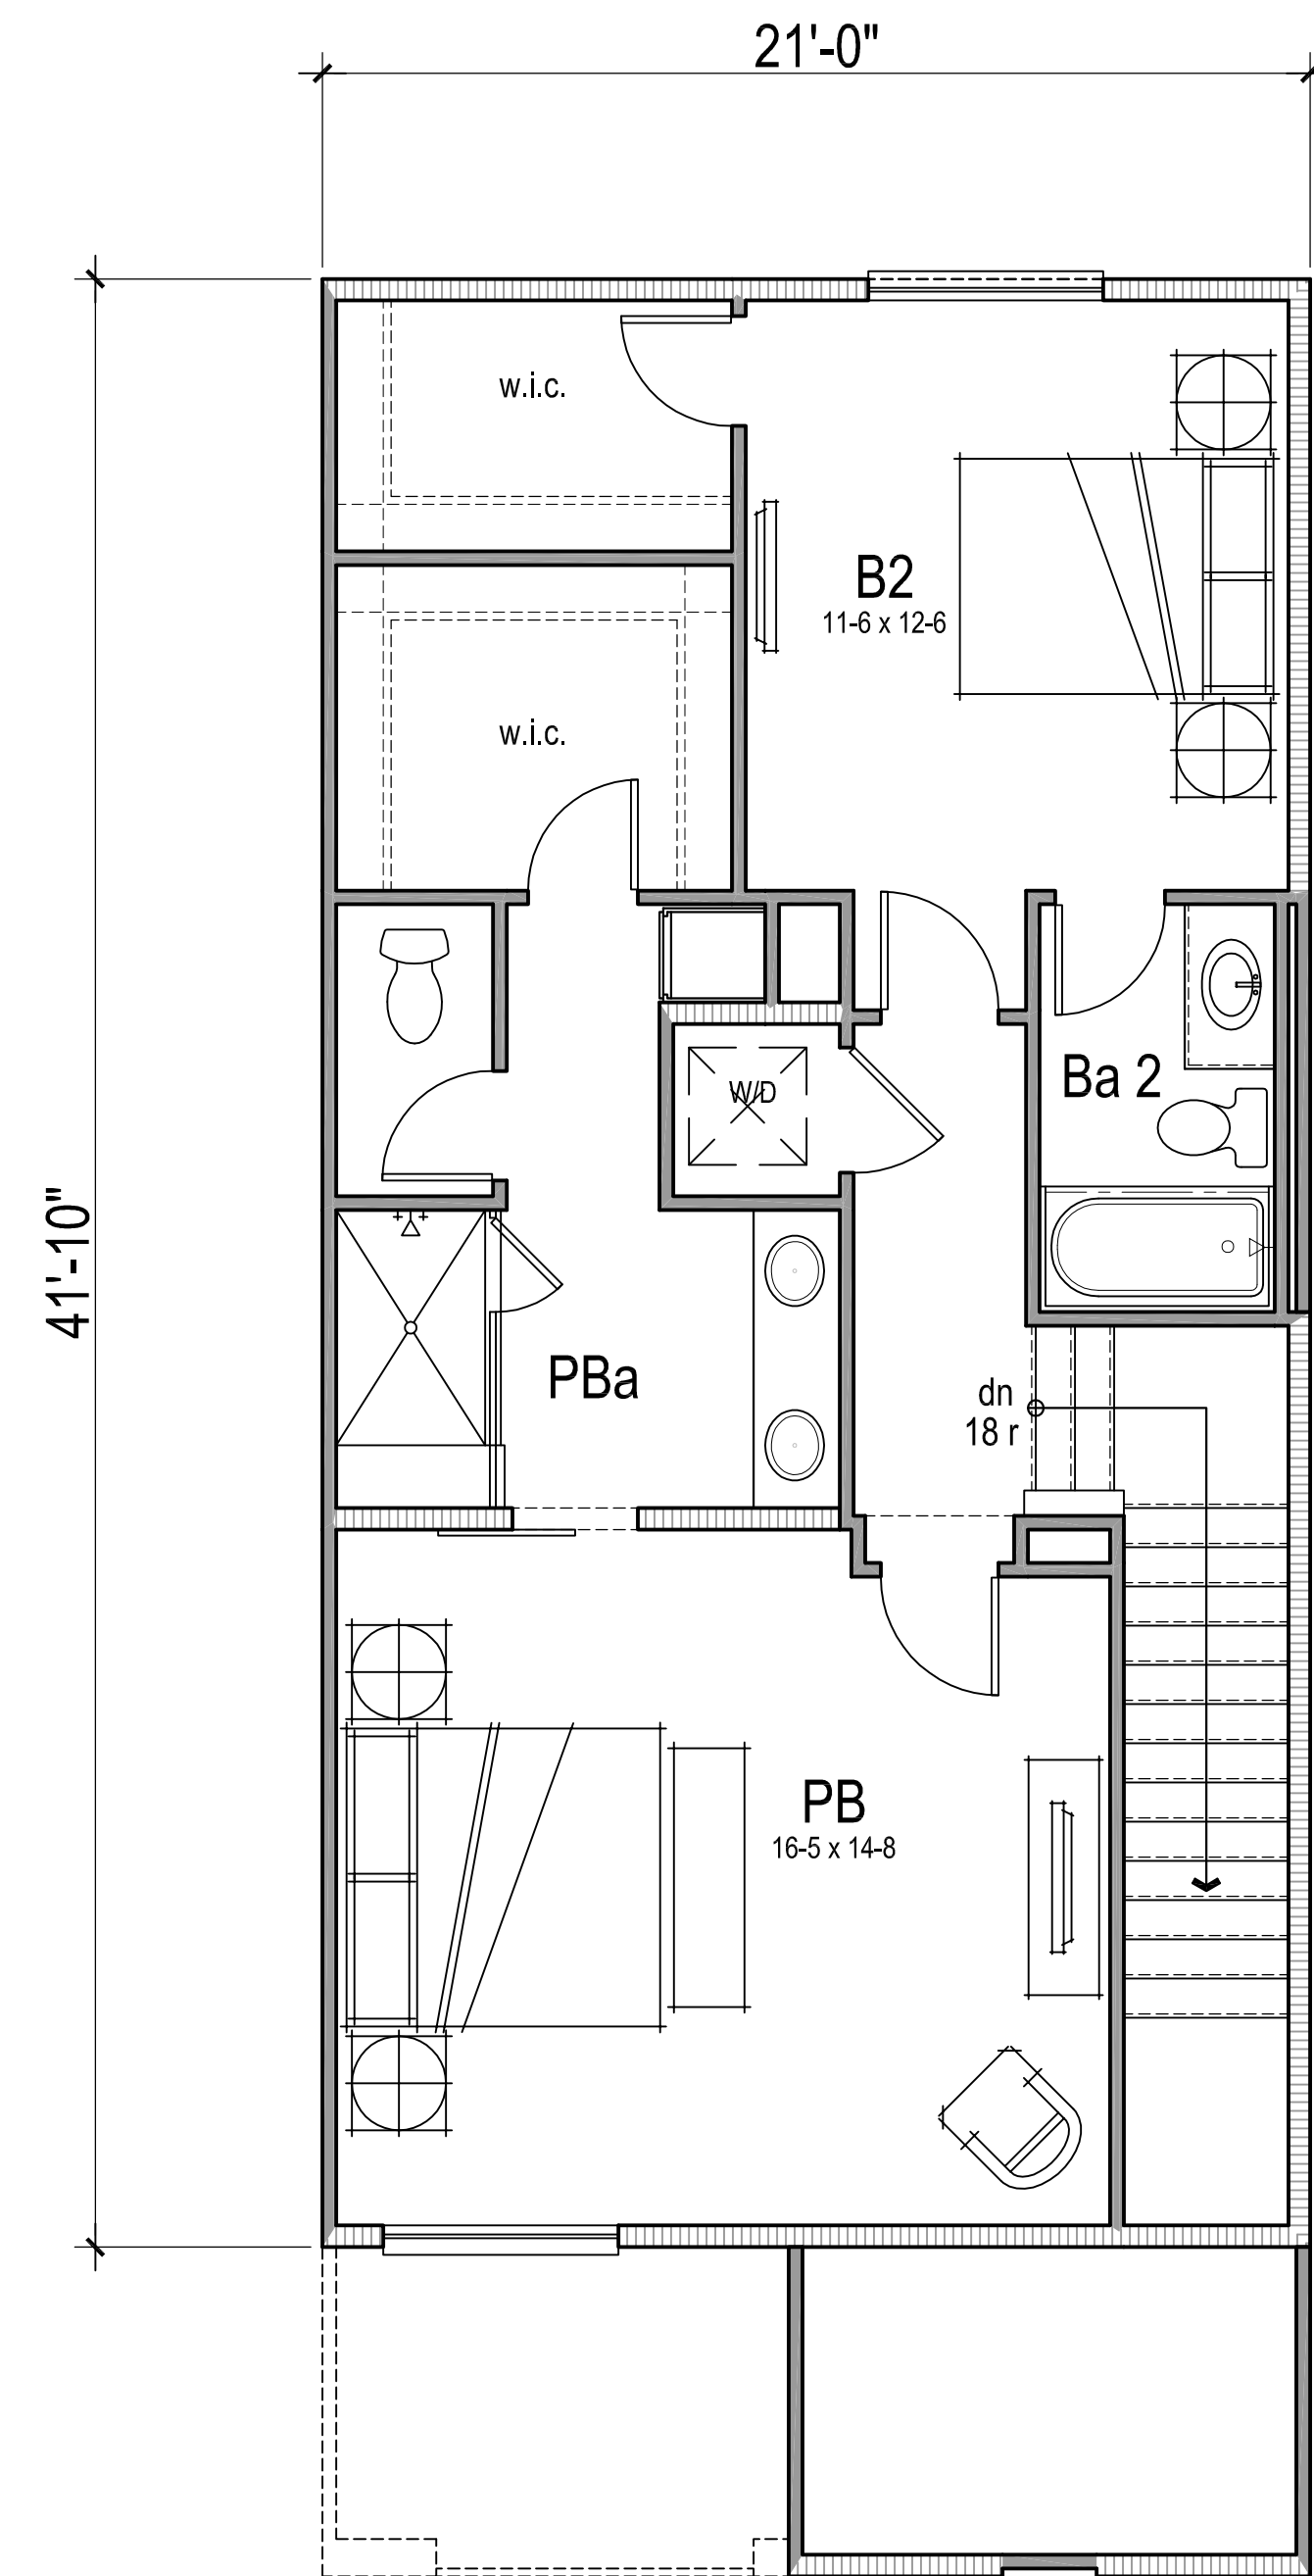 21'-0"
w.i.c.
B2
11-6 x 12-6
w.i.c.
W/D
Ba 2
41'-10"
PBa
dn
18 r
PB
16-5 x 14-8